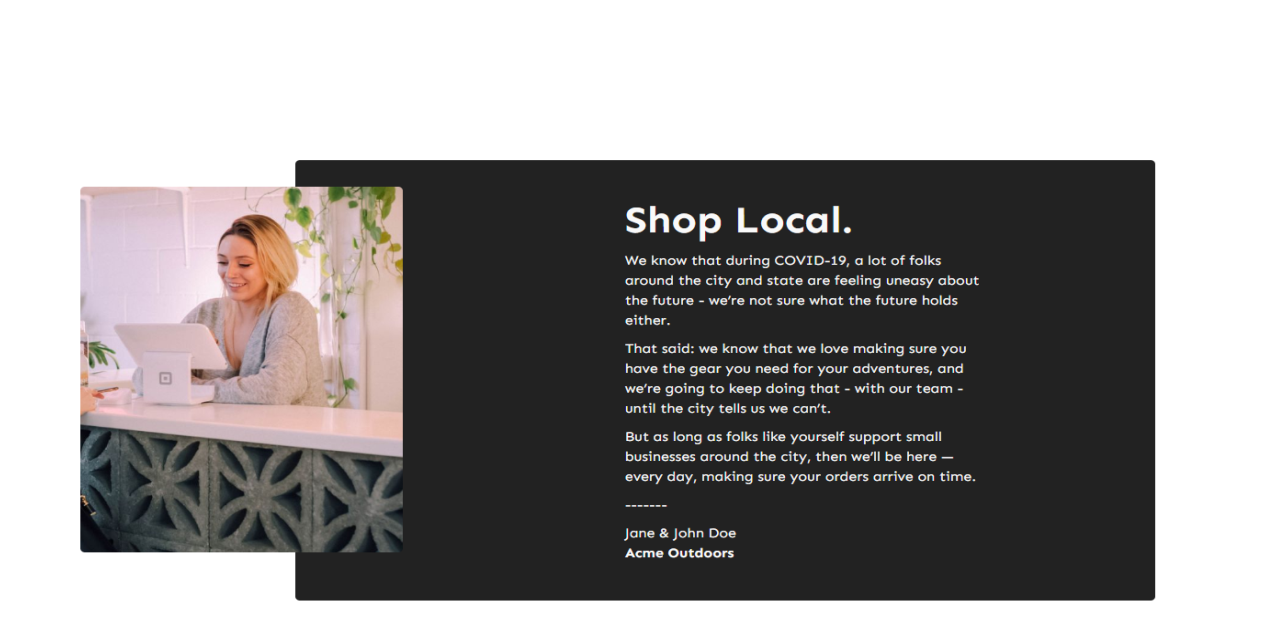 Shop Local.
We know that during COVID-19, a lot of folks
around the city and state are feeling uneasy about
the future - we’re not sure what the future holds
either.
That said: we know that we love making sure you
have the gear you need for your adventures, and
we’re going to keep doing that - with our team -
until the city tells us we can’t.
But as long as folks like yourself support small
businesses around the city, then we’ll be here —
every day, making sure your orders arrive on time.
-------
Jane & John Doe
Acme Outdoors